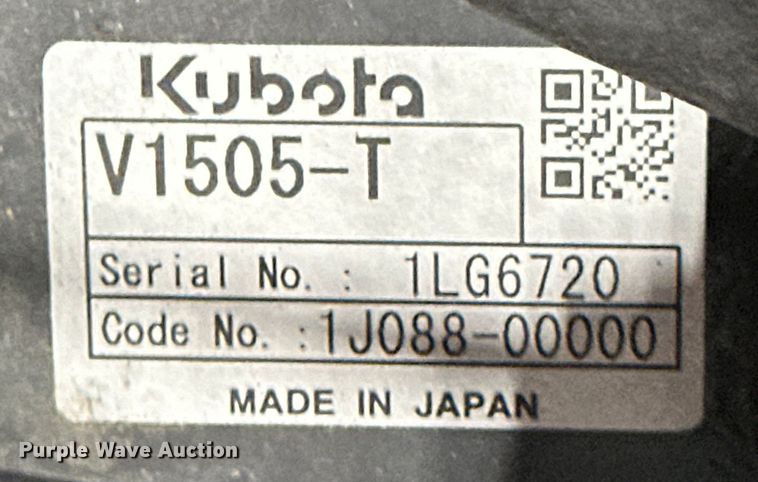 Kubota
V1505-T
Serial No. : 1LG6720
Code No. :1J088-00000
MADE IN JAPAN
Purple Wave Auction